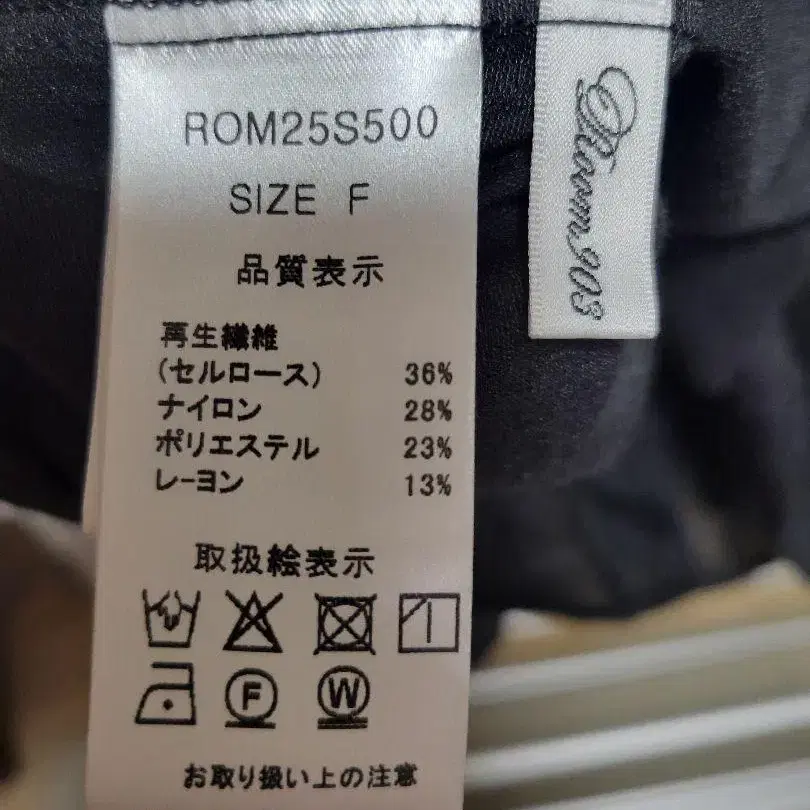 ROM25S500
SIZE F
品質表示
再生繊維
(セルロース) 36%
ナイロン 28%
ポリエステル 23%
レーヨン 13%
取扱絵表示
F
W
お取り扱い上の注意
Room.908